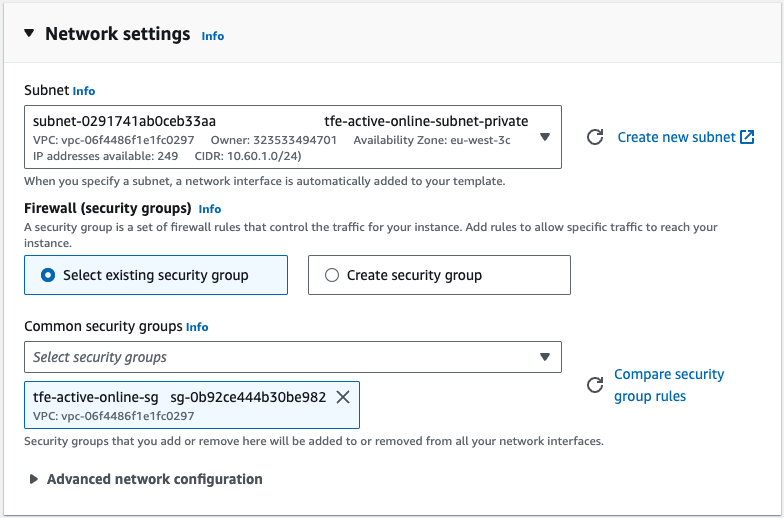 Network settings Info
Subnet Info
subnet-0291741ab0ceb33aa tfe-active-online-subnet-private
VPC: vpc-06f4486f1e1fc0297 Owner: 323533494701 Availability Zone: eu-west-3c
IP addresses available: 249 CIDR: 10.60.1.0/24)
Create new subnet
When you specify a subnet, a network interface is automatically added to your template.
Firewall (security groups) Info
A security group is a set of firewall rules that control the traffic for your instance. Add rules to allow specific traffic to reach your
instance.
Select existing security group
Create security group
Common security groups Info
Select security groups
tfe-active-online-sg sg-0b92ce444b30be982
VPC: vpc-06f4486f1e1fc0297
Compare security
group rules
Security groups that you add or remove here will be added to or removed from all your network interfaces.
Advanced network configuration